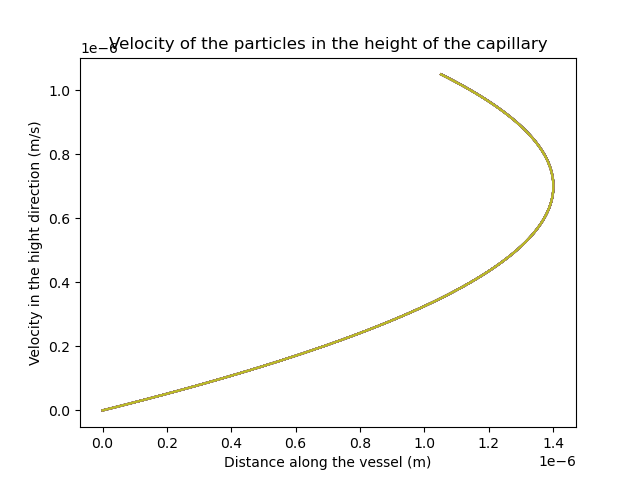 Velocity of the particles in the height of the capillary
1e−6
1.0
0.8
0.6
0.4
0.2
0.0
Velocity in the hight direction (m/s)
0.0 0.2 0.4 0.6 0.8 1.0 1.2 1.4
1e−6
Distance along the vessel (m)